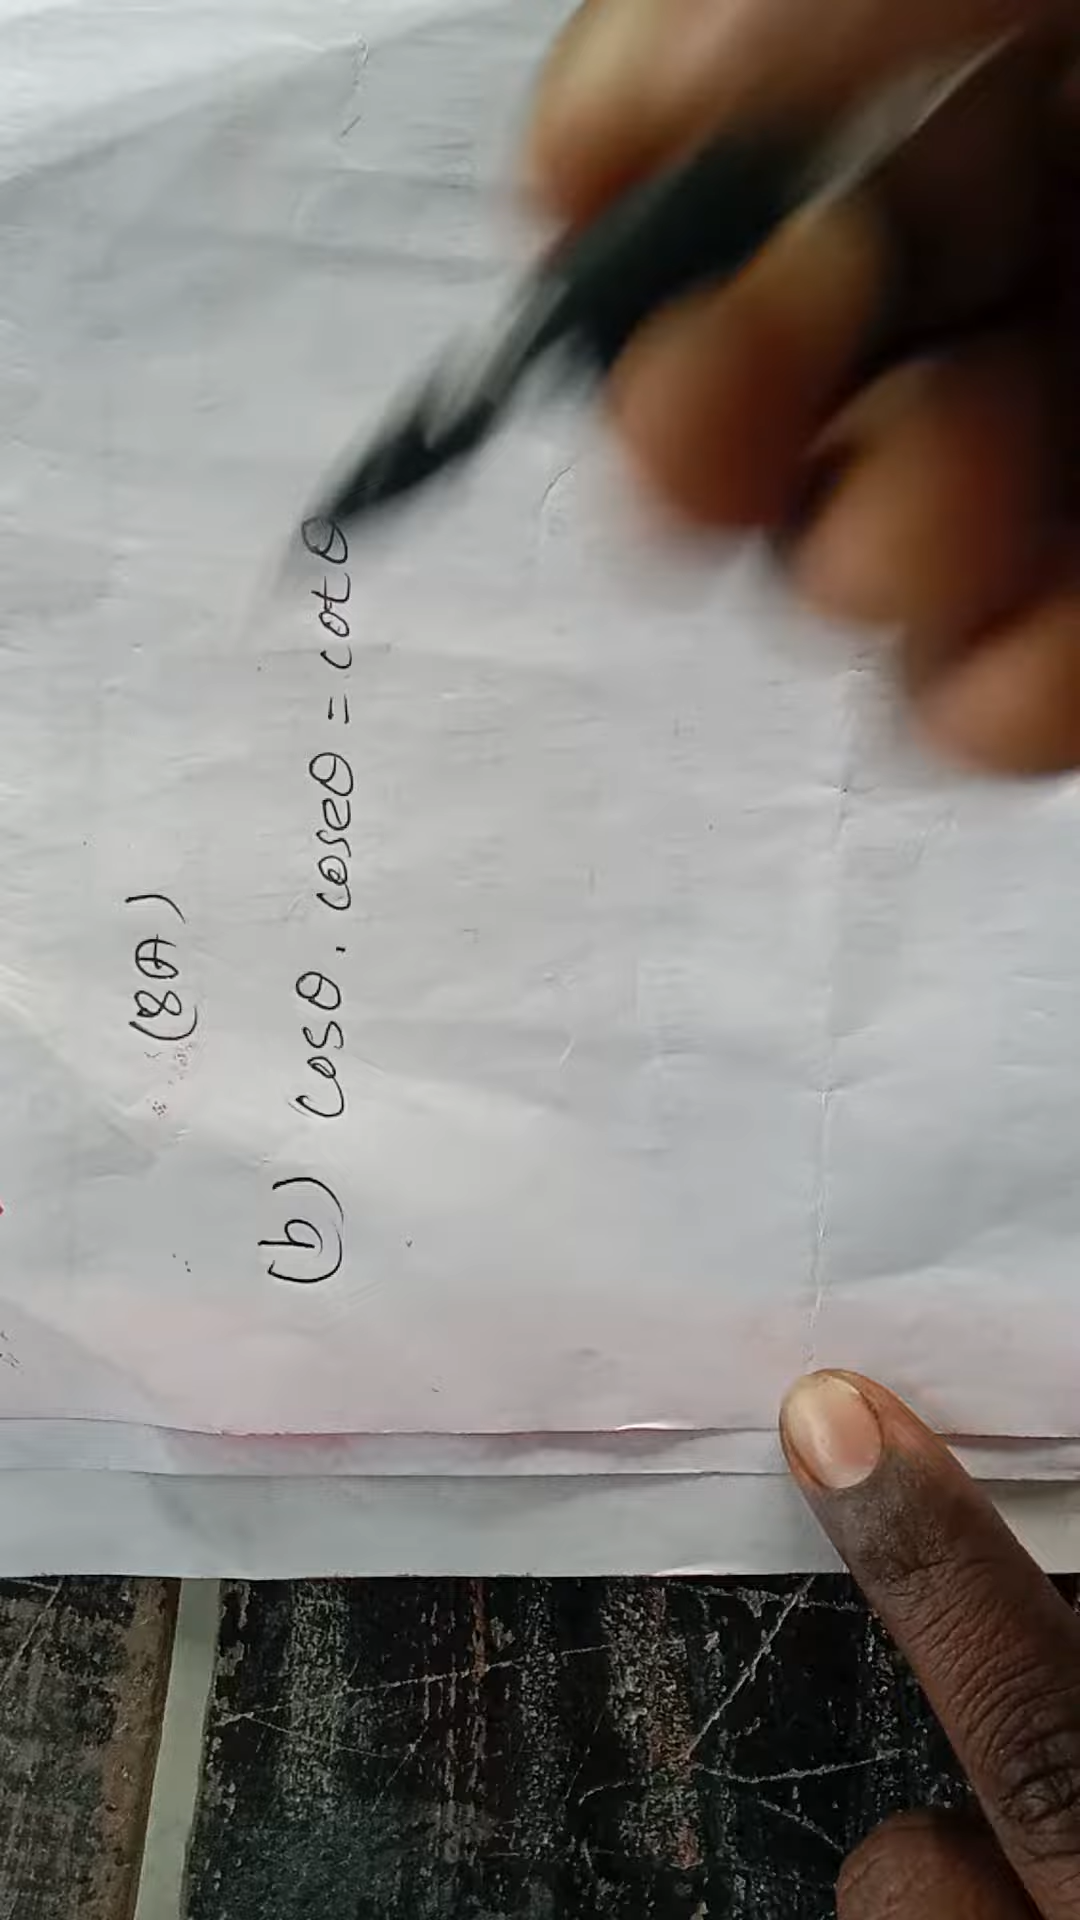 (8A)
(b) cosθ . cosecθ = cotθ